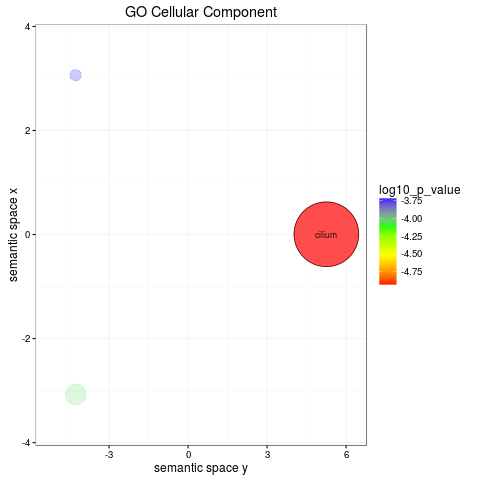 GO Cellular Component
4
2
0
-2
-4
semantic space x
cilium
-3
0
3
6
semantic space y
log10_p_value
-3.75
-4.00
-4.25
-4.50
-4.75